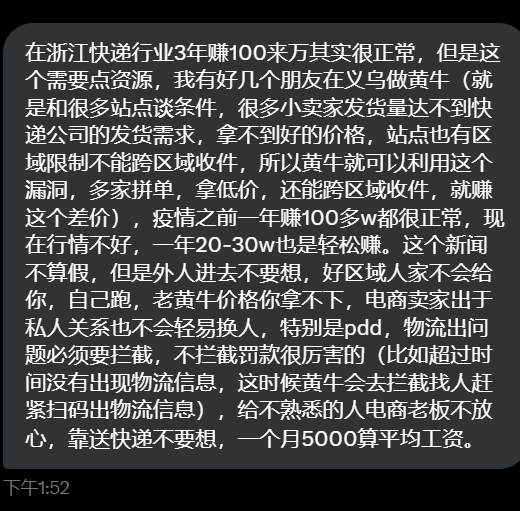 在浙江快递行业3年赚100来万其实很正常，但是这
个需要点资源，我有好几个朋友在义乌做黄牛（就
是和很多站点谈条件，很多小卖家发货量达不到快
递公司的发货需求，拿不到好的价格，站点也有区
域限制不能跨区域收件，所以黄牛就可以利用这个
漏洞，多家拼单，拿低价，还能跨区域收件，就赚
这个差价），疫情之前一年赚100多w都很正常，现
在行情不好，一年20-30w也是轻松赚。这个新闻
不算假，但是外人进去不要想，好区域人家不会给
你，自己跑，老黄牛价格你拿不下，电商卖家出于
私人关系也不会轻易换人，特别是pdd，物流出问
题必须要拦截，不拦截罚款很厉害的（比如超过时
间没有出现物流信息，这时候黄牛会去拦截找人赶
紧扫码出物流信息），给不熟悉的人电商老板不放
心，靠送快递不要想，一个月5000算平均工资。
下午1:52